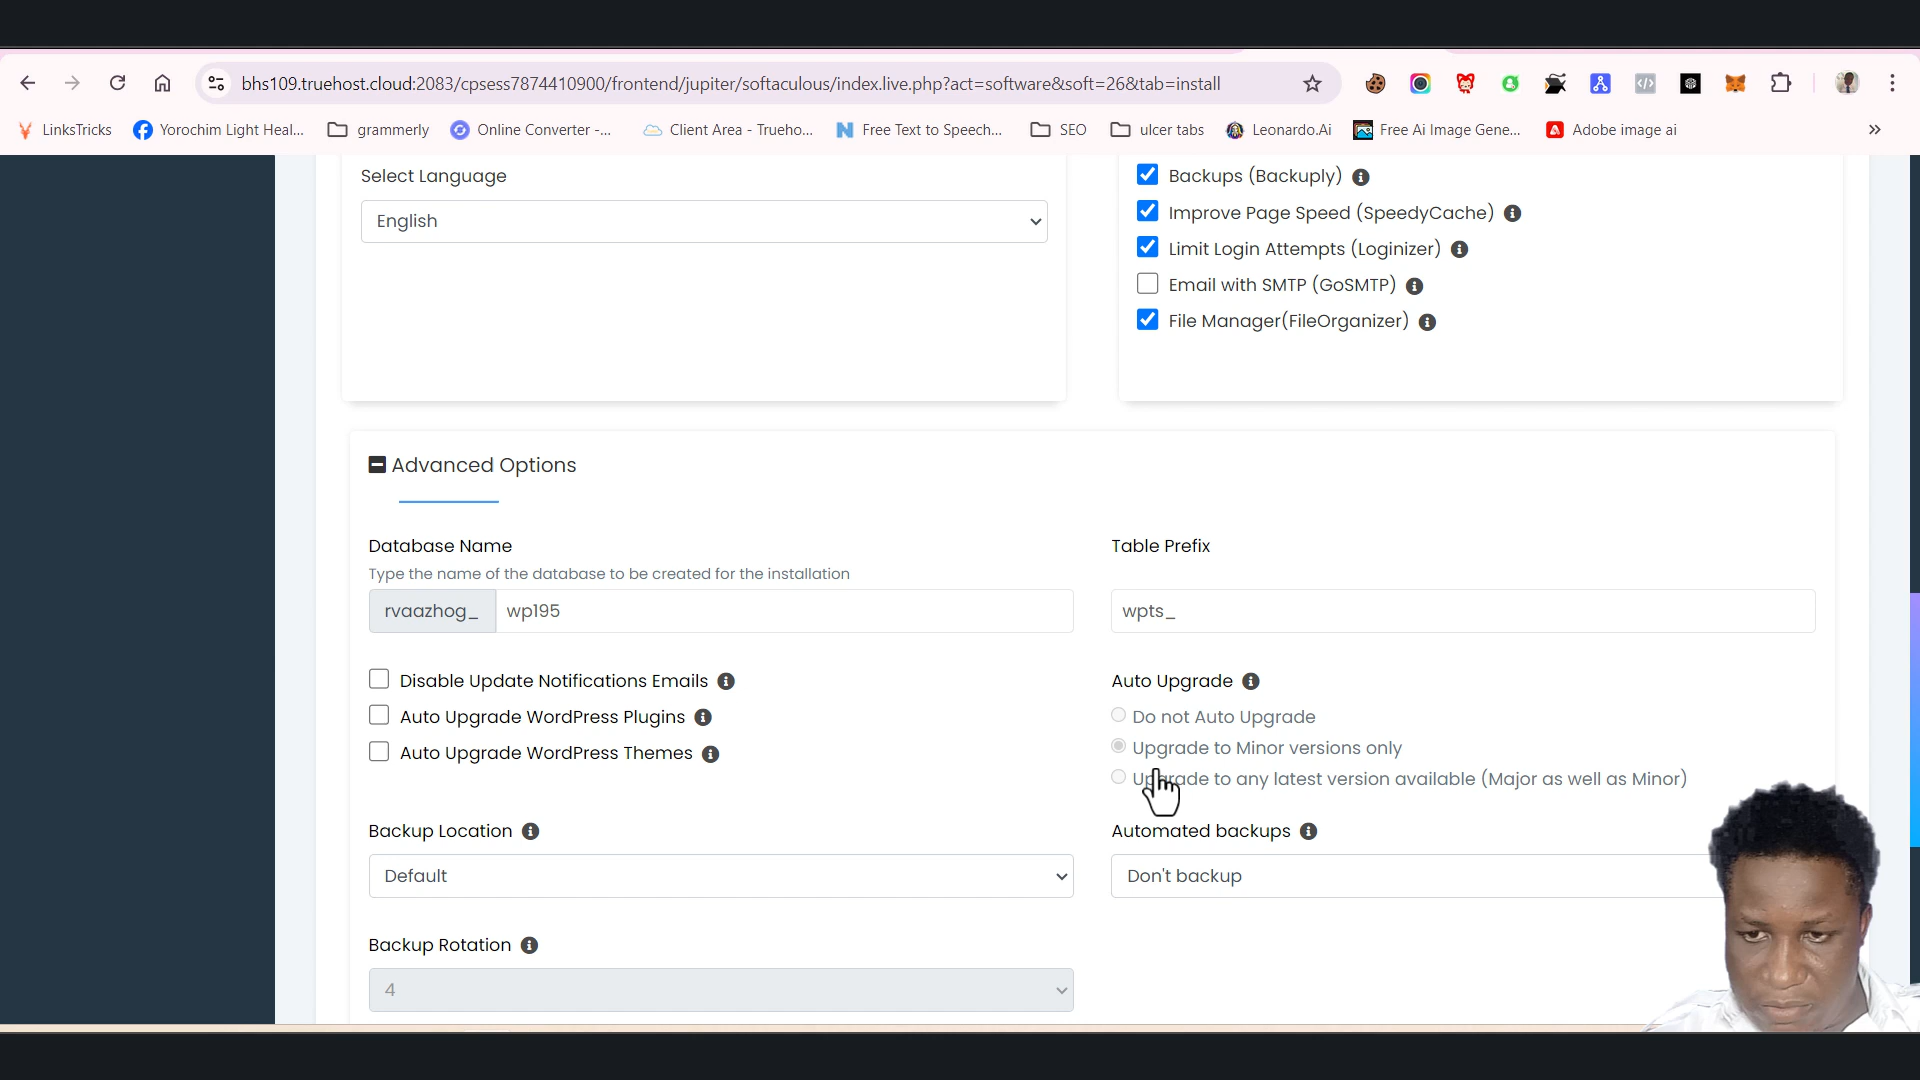 bhs109.truehost.cloud:2083/cpsess7874410900/frontend/jupiter/softaculous/index.live.php?act=software&soft=26&tab=install
LinksTricks
Yorochim Light Heal...
grammerly
Online Converter -...
Client Area - Trueho...
Free Text to Speech...
SEO
ulcer tabs
Leonardo.Ai
Free Ai Image Gene...
Adobe image ai
Select Language
English
Backups (Backuply)
Improve Page Speed (SpeedyCache)
Limit Login Attempts (Loginizer)
Email with SMTP (GoSMTP)
File Manager(FileOrganizer)
Advanced Options
Database Name
Type the name of the database to be created for the installation
rvaazhog_ wp195
Table Prefix
wpts_
Disable Update Notifications Emails
Auto Upgrade WordPress Plugins
Auto Upgrade WordPress Themes
Auto Upgrade
Do not Auto Upgrade
Upgrade to Minor versions only
Upgrade to any latest version available (Major as well as Minor)
Backup Location
Default
Automated backups
Don't backup
Backup Rotation
4